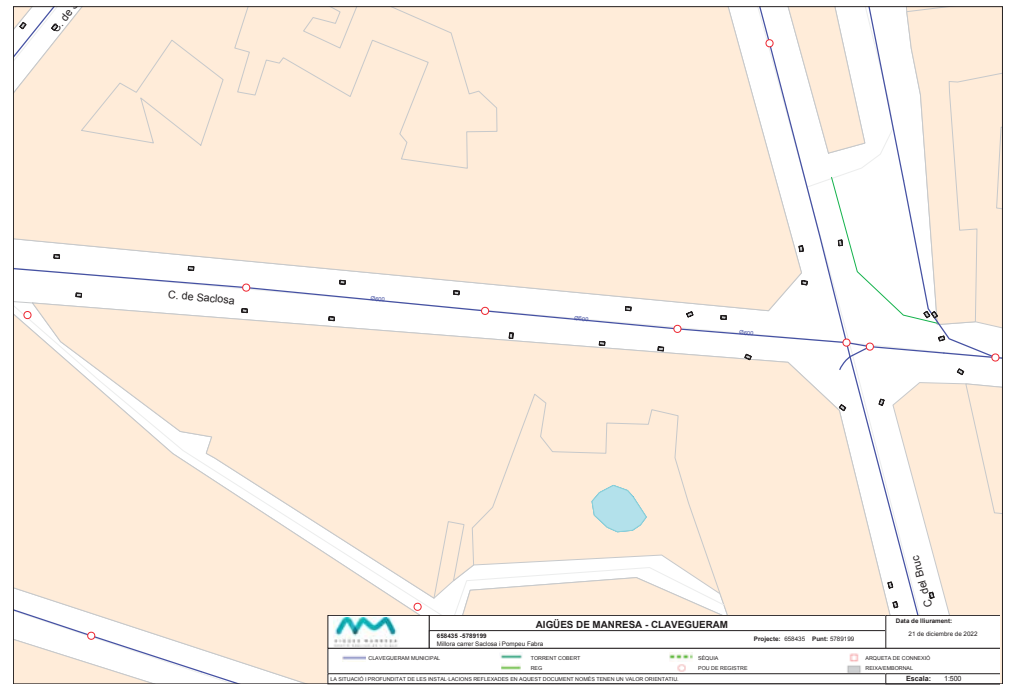 C. de
C. de Saclosa
C. del Bruc
AIGÜES DE MANRESA - CLAVEGUERAM
Data de lliurament:
21 de diciembre de 2022
AIGÜES MANRESA
658435 -5789199
Millora carrer Saclosa i Pompeu Fabra
Projecte: 658435 Punt: 5789199
CLAVEGUERAM MUNICIPAL
TORRENT COBERT
SÈQUIA
ARQUETA DE CONNEXIÓ
REG
POU DE REGISTRE
REIXA/EMBORNAL
LA SITUACIÓ I PROFUNDITAT DE LES INSTAL·LACIONS REFLEXADES EN AQUEST DOCUMENT NOMÉS TENEN UN VALOR ORIENTATIU.
Escala: 1:500